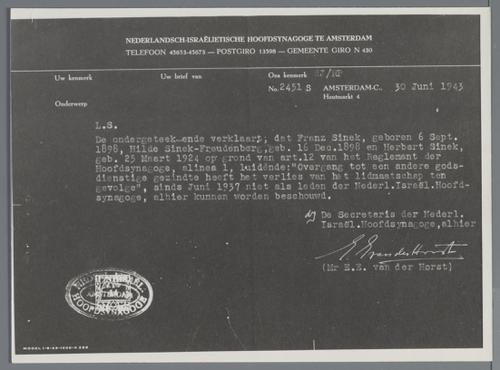 NEDERLANDSCH-ISRAËLIETISCHE HOOFDSYNAGOGE TE AMSTERDAM
TELEFOON 45653-45673 — POSTGIRO 13598 — GEMEENTE GIRO N 430
Uw kenmerk Uw brief van Ons kenmerk
No. 2451 S AMSTERDAM-C., 30 Juni 1943
Houtmarkt 4
Onderwerp
L.S.
De ondergeteekende verklaart; dat Franz Sinek, geboren 6 Sept.
1898, Hilde Sinek-Freudenberg, geb. 16 Dec.1898 en Herbert Sinek,
geb. 25 Maart 1924 op grond van art.12 van het Reglement der
Hoofdsynagoge, alinea 1, luidénde:"Overgang tot een andere gods-
dienstige gezindte heeft het verlies van het lidmaatschap ten
gevolge", sinds Juni 1937 niet als leden der Nederl.Israël.Hoofd-
synagoge, alhier kunnen worden beschouwd.
De Secretaris der Nederl.
Israël.Hoofdsynagoge,alhier
(Mr E.E. van der Horst)
AMSTERDAM
HOOFDSYNAGOGE